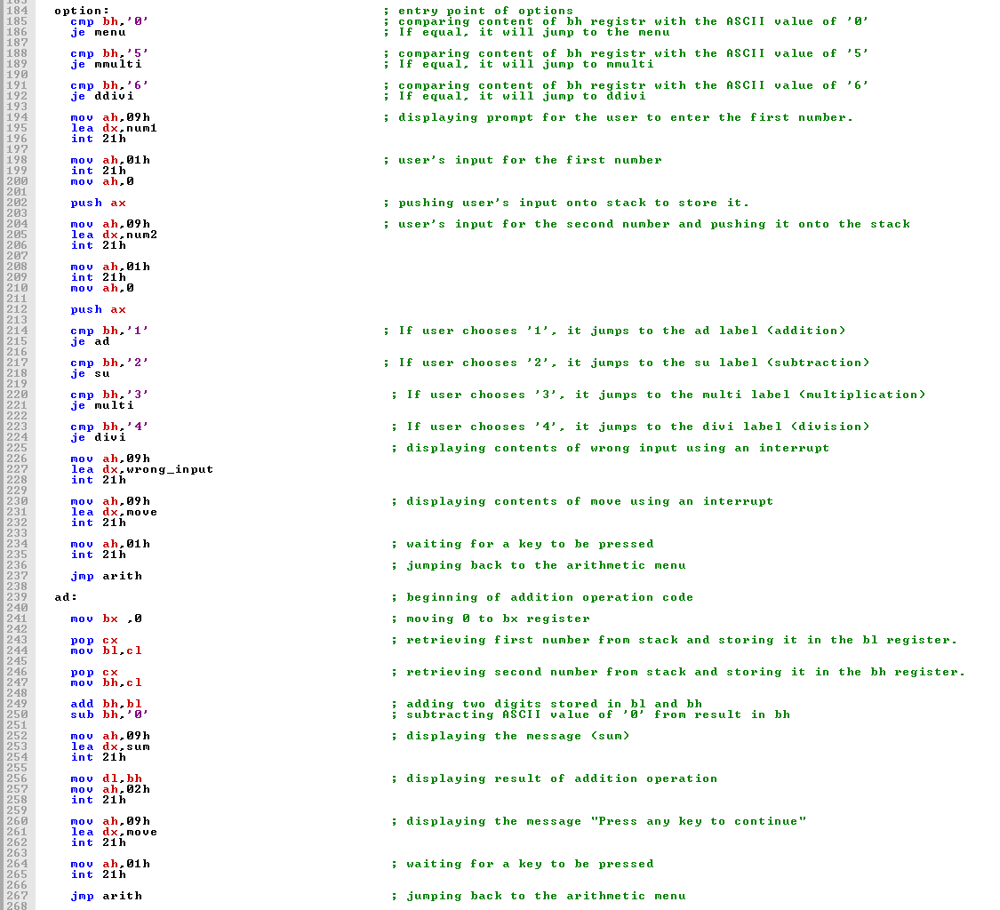 184 option: ; entry point of options
185 cmp bh,'0' ; comparing content of bh registr with the ASCII value of '0'
186 je menu ; If equal, it will jump to the menu
187
188 cmp bh,'5' ; comparing content of bh registr with the ASCII value of '5'
189 je mmulti ; If equal, it will jump to mmulti
190
191 cmp bh,'6' ; comparing content of bh registr with the ASCII value of '6'
192 je ddivi ; If equal, it will jump to ddivi
193
194 mov ah,09h ; displaying prompt for the user to enter the first number.
195 lea dx,num1
196 int 21h
197
198 mov ah,01h ; user's input for the first number
199 int 21h
200 mov ah,0
201
202 push ax ; pushing user's input onto stack to store it.
203
204 mov ah,09h ; user's input for the second number and pushing it onto the stack
205 lea dx,num2
206 int 21h
207
208 mov ah,01h
209 int 21h
210 mov ah,0
211
212 push ax
213
214 cmp bh,'1' ; If user chooses '1', it jumps to the ad label (addition)
215 je ad
216
217 cmp bh,'2' ; If user chooses '2', it jumps to the su label (subtraction)
218 je su
219
220 cmp bh,'3' ; If user chooses '3', it jumps to the multi label (multiplication)
221 je multi
222
223 cmp bh,'4' ; If user chooses '4', it jumps to the divi label (division)
224 je divi
225 ; displaying contents of wrong input using an interrupt
226 mov ah,09h
227 lea dx,wrong_input
228 int 21h
229
230 mov ah,09h ; displaying contents of move using an interrupt
231 lea dx,move
232 int 21h
233
234 mov ah,01h ; waiting for a key to be pressed
235 int 21h
236 ; jumping back to the arithmetic menu
237 jmp arith
238
239 ad: ; beginning of addition operation code
240
241 mov bx ,0 ; moving 0 to bx register
242
243 pop cx ; retrieving first number from stack and storing it in the bl register.
244 mov bl,cl
245
246 pop cx ; retrieving second number from stack and storing it in the bh register.
247 mov bh,cl
248
249 add bh,bl ; adding two digits stored in bl and bh
250 sub bh,'0' ; subtracting ASCII value of '0' from result in bh
251
252 mov ah,09h ; displaying the message (sum)
253 lea dx,sum
254 int 21h
255
256 mov dl,bh ; displaying result of addition operation
257 mov ah,02h
258 int 21h
259
260 mov ah,09h ; displaying the message "Press any key to continue"
261 lea dx,move
262 int 21h
263
264 mov ah,01h ; waiting for a key to be pressed
265 int 21h
266
267 jmp arith ; jumping back to the arithmetic menu
268